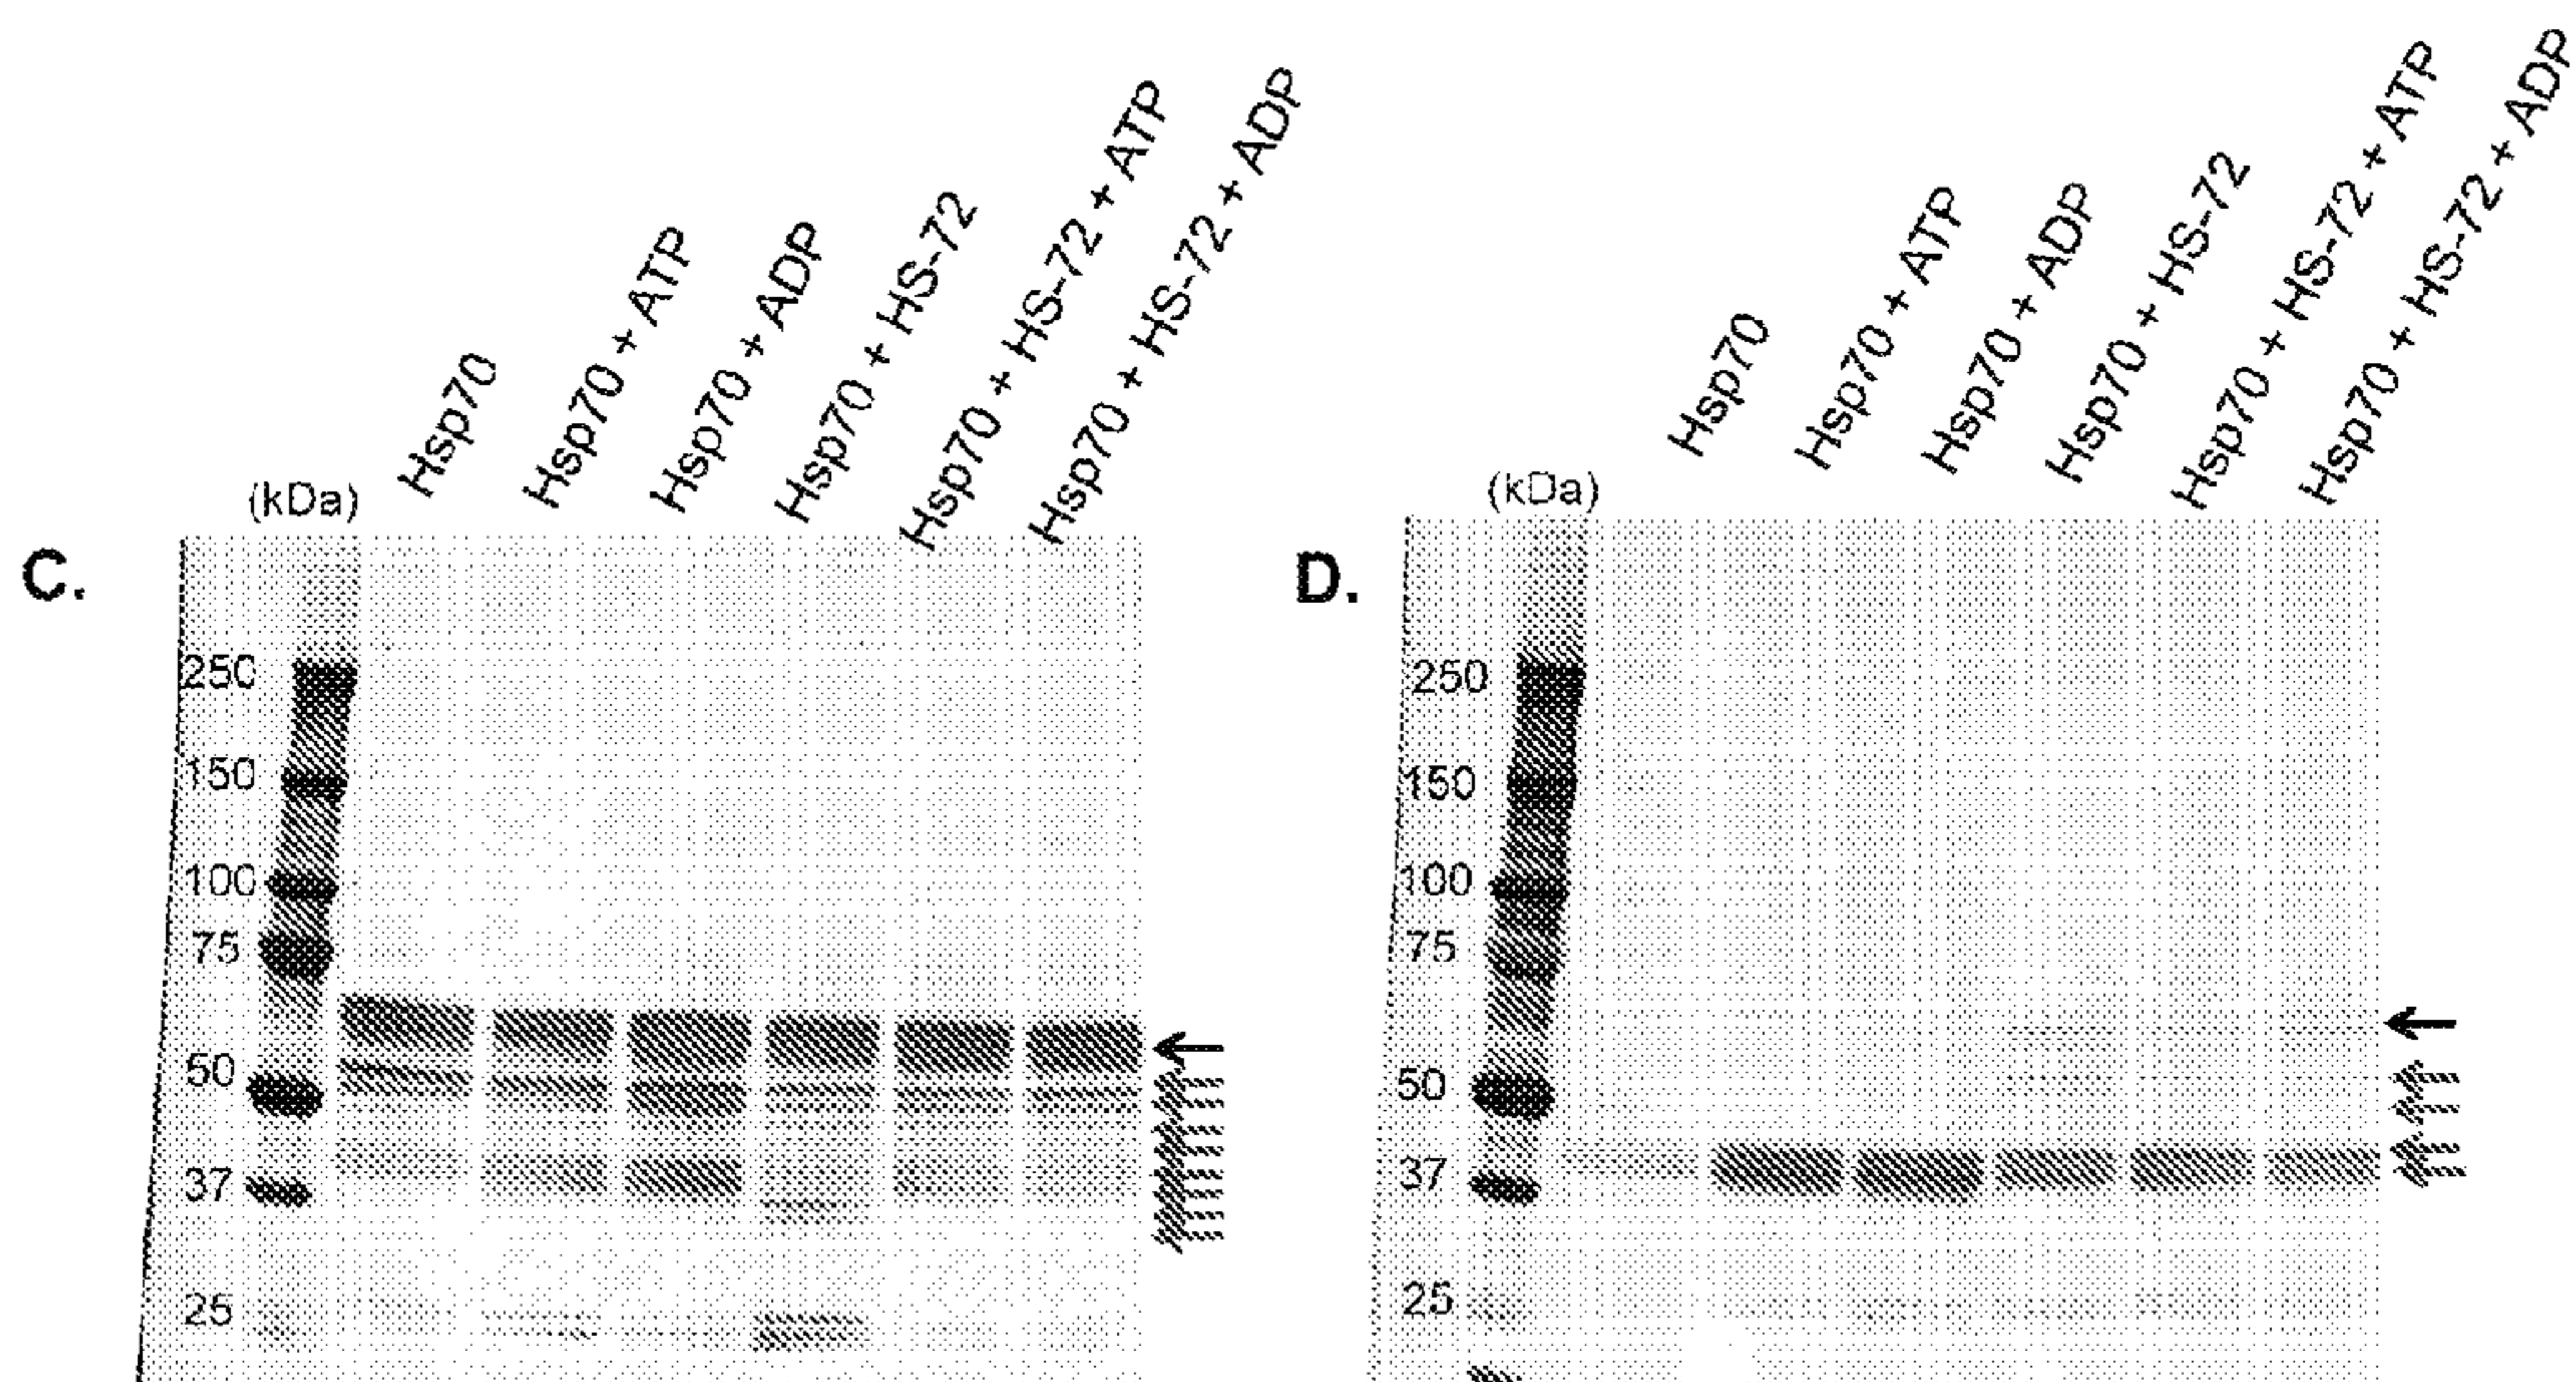 C.
(kDa)
Hsp70
Hsp70 + ATP
Hsp70 + ADP
Hsp70 + HS-72
Hsp70 + HS-72 + ATP
Hsp70 + HS-72 + ADP
250
150
100
75
50
37
25
D.
(kDa)
Hsp70
Hsp70 + ATP
Hsp70 + ADP
Hsp70 + HS-72
Hsp70 + HS-72 + ATP
Hsp70 + HS-72 + ADP
250
150
100
75
50
37
25